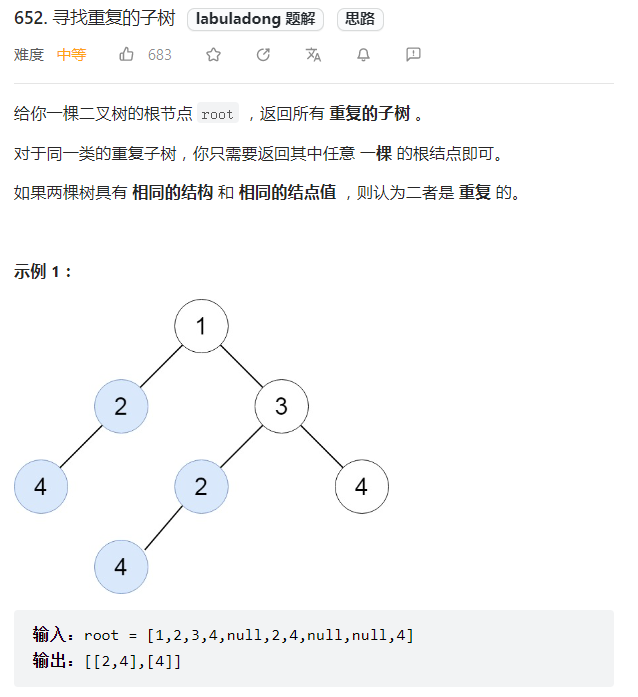 652. 寻找重复的子树 labuladong 题解 思路
难度 中等 683
给你一棵二叉树的根节点 root ，返回所有 重复的子树 。
对于同一类的重复子树，你只需要返回其中任意 一棵 的根结点即可。
如果两棵树具有 相同的结构 和 相同的结点值 ，则认为二者是 重复 的。
示例 1：
1
2 3
4 2 4
4
输入：root = [1,2,3,4,null,2,4,null,null,4]
输出：[[2,4],[4]]